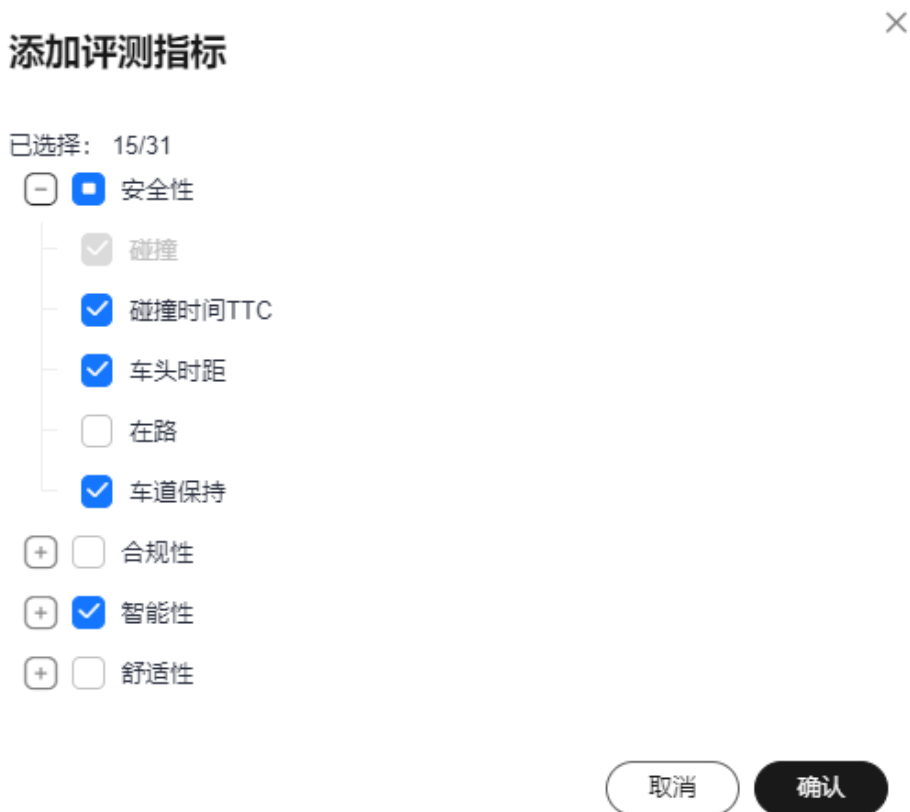 添加评测指标
已选择： 15/31
安全性
碰撞
碰撞时间TTC
车头时距
在路
车道保持
合规性
智能性
舒适性
取消 确认